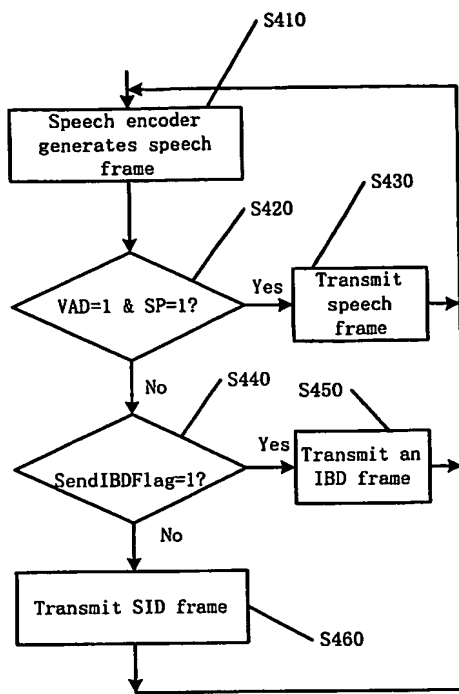 S410
Speech encoder
generates speech
frame
S420
S430
VAD=1 & SP=1?
Yes
Transmit
speech
frame
No
S440
S450
SendIBDFlag=1?
Yes
Transmit an
IBD frame
No
Transmit SID frame
S460